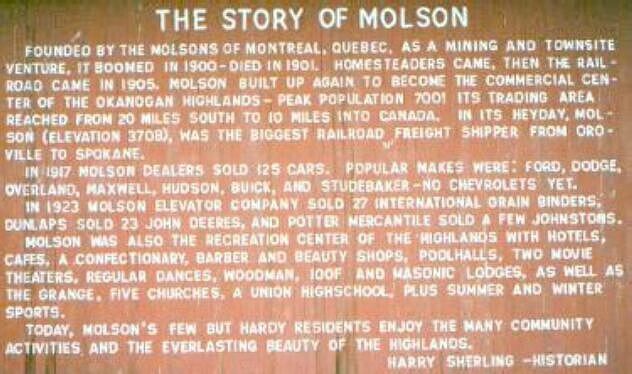 THE STORY OF MOLSON
FOUNDED BY THE MOLSONS OF MONTREAL, QUEBEC, AS A MINING AND TOWNSITE
VENTURE, IT BOOMED IN 1900-DIED IN 1901. HOMESTEADERS CAME, THEN THE RAIL-
ROAD CAME IN 1905. MOLSON BUILT UP AGAIN TO BECOME THE COMMERCIAL CEN-
TER OF THE OKANOGAN HIGHLANDS- PEAK POPULATION 700! ITS TRADING AREA
REACHED FROM 20 MILES SOUTH TO 10 MILES INTO CANADA. IN ITS HEYDAY, MOL-
SON (ELEVATION 3708), WAS THE BIGGEST RAILROAD FREIGHT SHIPPER FROM ORO-
VILLE TO SPOKANE.
IN 1917 MOLSON DEALERS SOLD 125 CARS. POPULAR MAKES WERE: FORD, DODGE,
OVERLAND, MAXWELL, HUDSON, BUICK, AND STUDEBAKER-NO CHEVROLETS YET.
IN 1923 MOLSON ELEVATOR COMPANY SOLD 27 INTERNATIONAL GRAIN BINDERS,
DUNLAPS SOLD 23 JOHN DEERES, AND POTTER MERCANTILE SOLD A FEW JOHNSTONS.
MOLSON WAS ALSO THE RECREATION CENTER OF THE HIGHLANDS WITH HOTELS,
CAFES, A CONFECTIONARY, BARBER AND BEAUTY SHOPS, POOLHALLS, TWO MOVIE
THEATERS, REGULAR DANCES, WOODMAN, IOOF AND MASONIC LODGES, AS WELL AS
THE GRANGE, FIVE CHURCHES, A UNION HIGHSCHOOL, PLUS SUMMER AND WINTER
SPORTS.
TODAY, MOLSON'S FEW BUT HARDY RESIDENTS ENJOY THE MANY COMMUNITY
ACTIVITIES AND THE EVERLASTING BEAUTY OF THE HIGHLANDS.
HARRY SHERLING -HISTORIAN